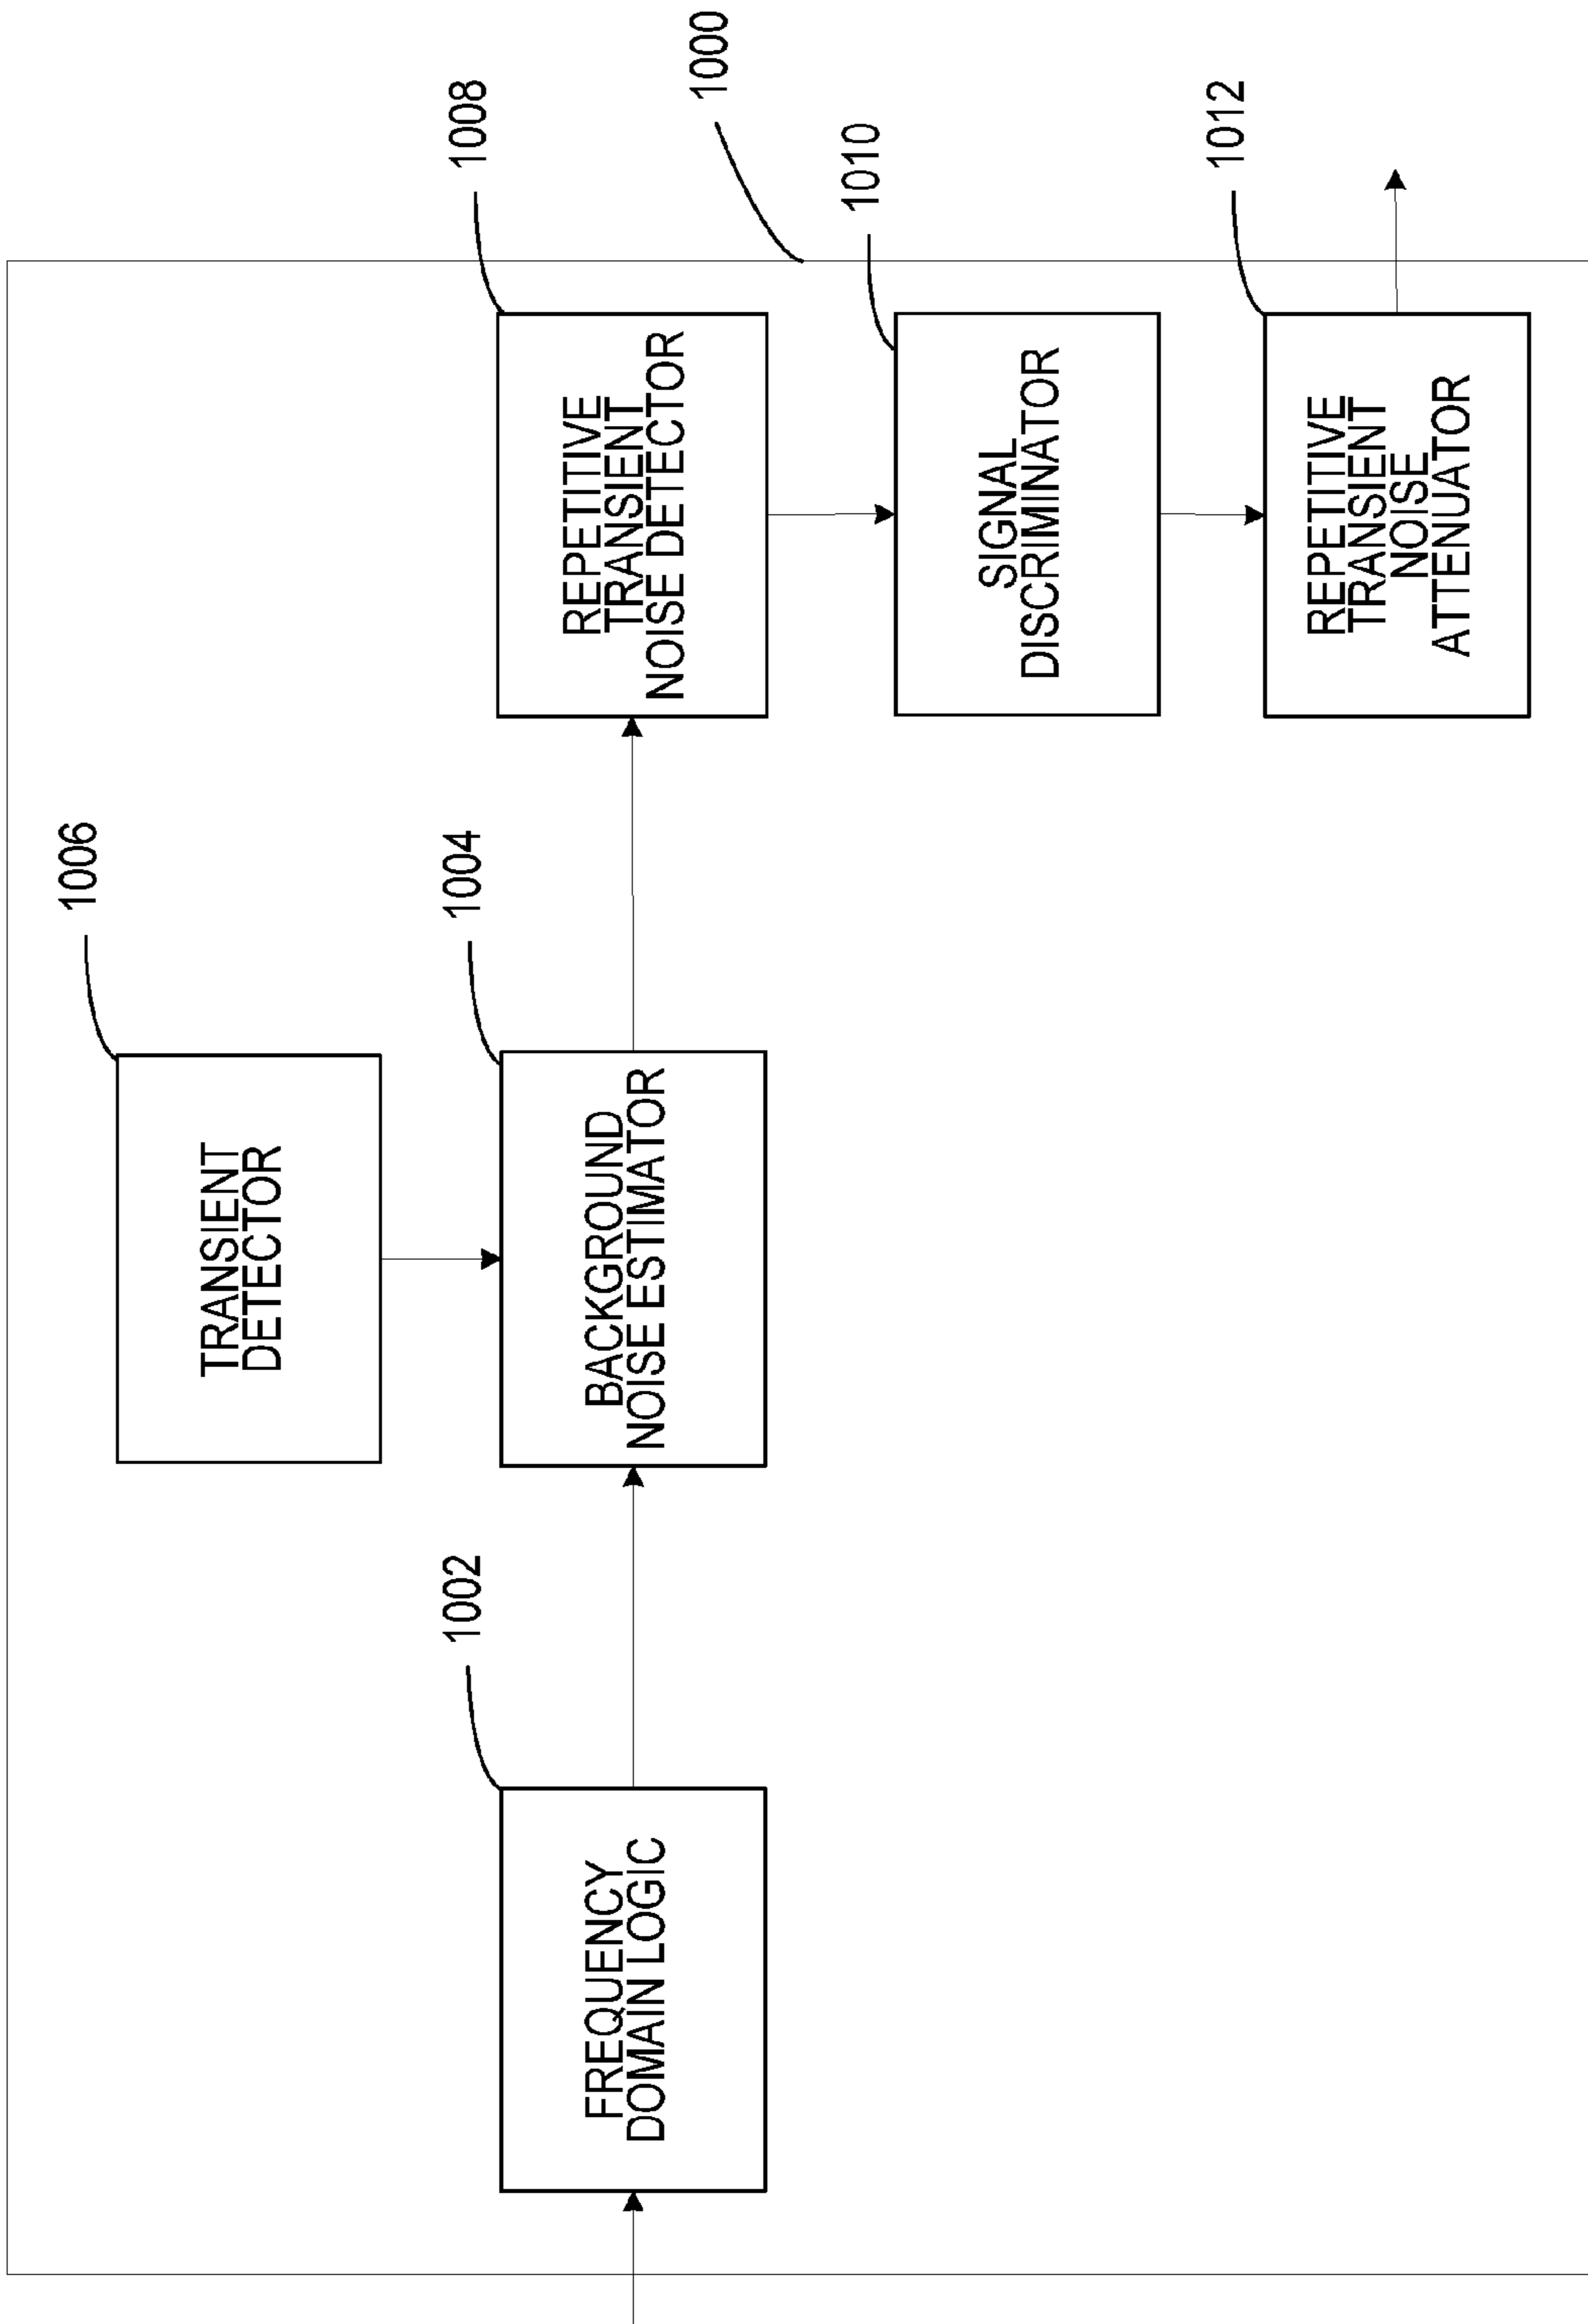 1006
TRANSIENT
DETECTOR
1002
FREQUENCY
DOMAIN LOGIC
1004
BACKGROUND
NOISE ESTIMATOR
1008
REPETITIVE
TRANSIENT
NOISE DETECTOR
1000
1010
SIGNAL
DISCRIMINATOR
1012
REPETITIVE
TRANSIENT
NOISE
ATTENUATOR